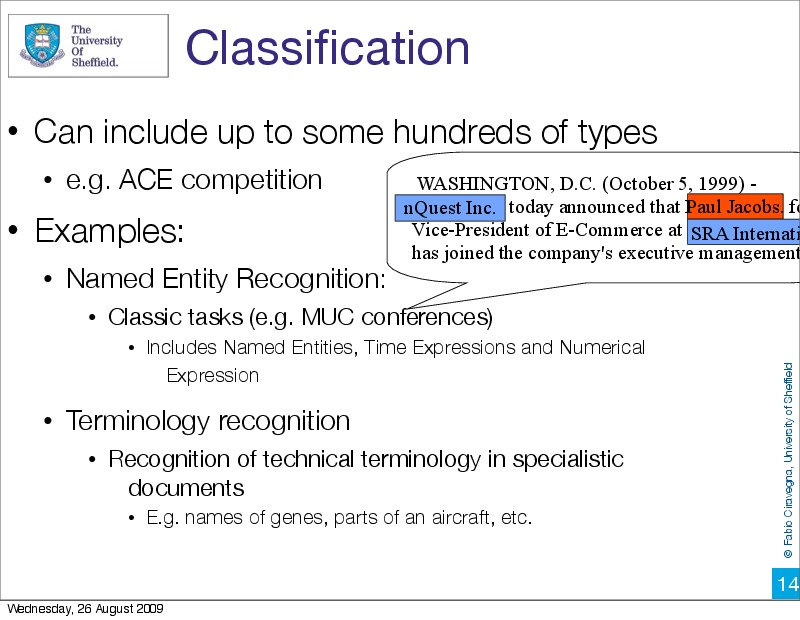 The
University
Of
Sheffield.
Classification
• Can include up to some hundreds of types
• e.g. ACE competition
WASHINGTON, D.C. (October 5, 1999) -
nQuest Inc. today announced that Paul Jacobs, fo
Vice-President of E-Commerce at SRA Internati
has joined the company's executive management
• Examples:
• Named Entity Recognition:
• Classic tasks (e.g. MUC conferences)
• Includes Named Entities, Time Expressions and Numerical
Expression
• Terminology recognition
• Recognition of technical terminology in specialistic
documents
• E.g. names of genes, parts of an aircraft, etc.
© Fabio Ciravegna, University of Sheffield
14
Wednesday, 26 August 2009